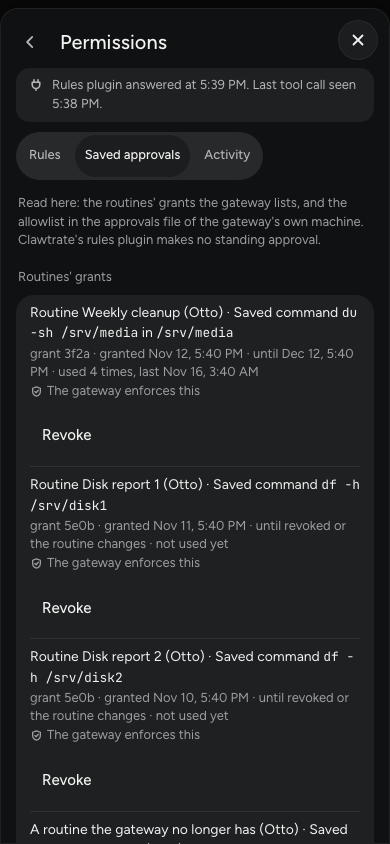 Permissions
Rules plugin answered at 5:39 PM. Last tool call seen
5:38 PM.
Rules
Saved approvals
Activity
Read here: the routines' grants the gateway lists, and the
allowlist in the approvals file of the gateway's own machine.
Clawtrate's rules plugin makes no standing approval.
Routines' grants
Routine Weekly cleanup (Otto) · Saved command du
-sh /srv/media in /srv/media
grant 3f2a · granted Nov 12, 5:40 PM · until Dec 12, 5:40
PM · used 4 times, last Nov 16, 3:40 AM
The gateway enforces this
Revoke
Routine Disk report 1 (Otto) · Saved command df -h
/srv/disk1
grant 5e0b · granted Nov 11, 5:40 PM · until revoked or
the routine changes · not used yet
The gateway enforces this
Revoke
Routine Disk report 2 (Otto) · Saved command df -
h /srv/disk2
grant 5e0b · granted Nov 10, 5:40 PM · until revoked or
the routine changes · not used yet
The gateway enforces this
Revoke
A routine the gateway no longer has (Otto) · Saved